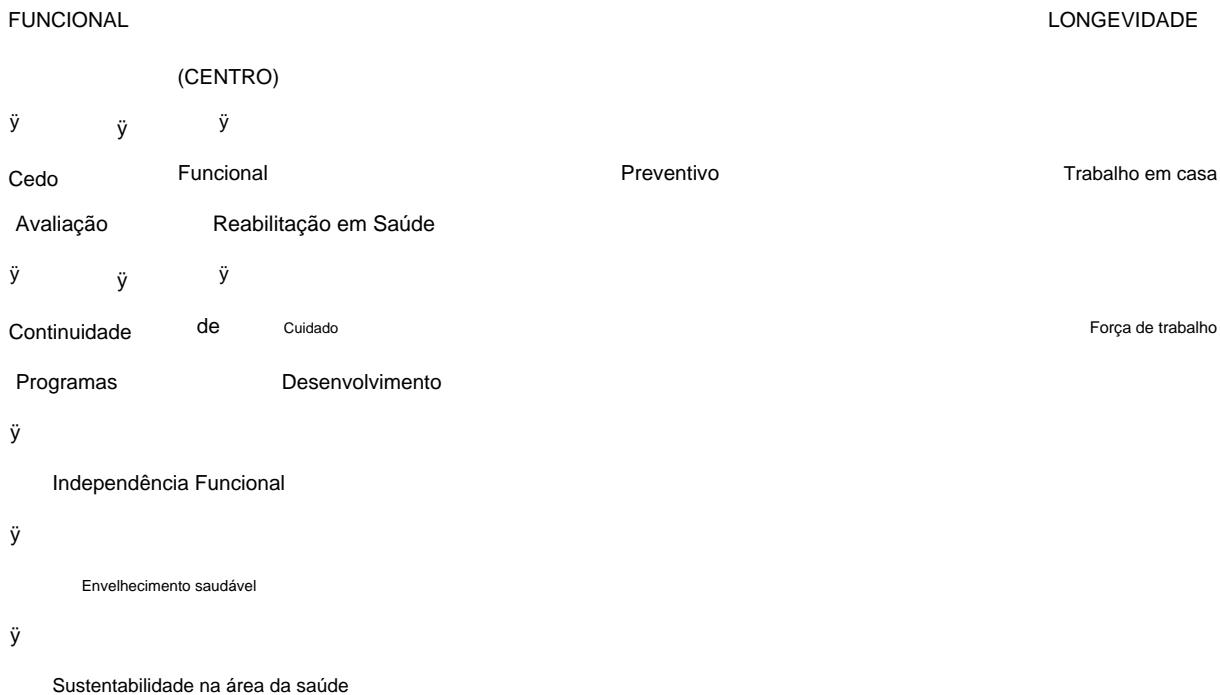 FUNCIONAL LONGEVIDADE
(CENTRO)
ÿ ÿ ÿ
Cedo Funcional Preventivo Trabalho em casa
Avaliação Reabilitação em Saúde
ÿ ÿ ÿ
Continuidade de Cuidado Força de trabalho
Programas Desenvolvimento
ÿ
Independência Funcional
ÿ
Envelhecimento saudável
ÿ
Sustentabilidade na área da saúde